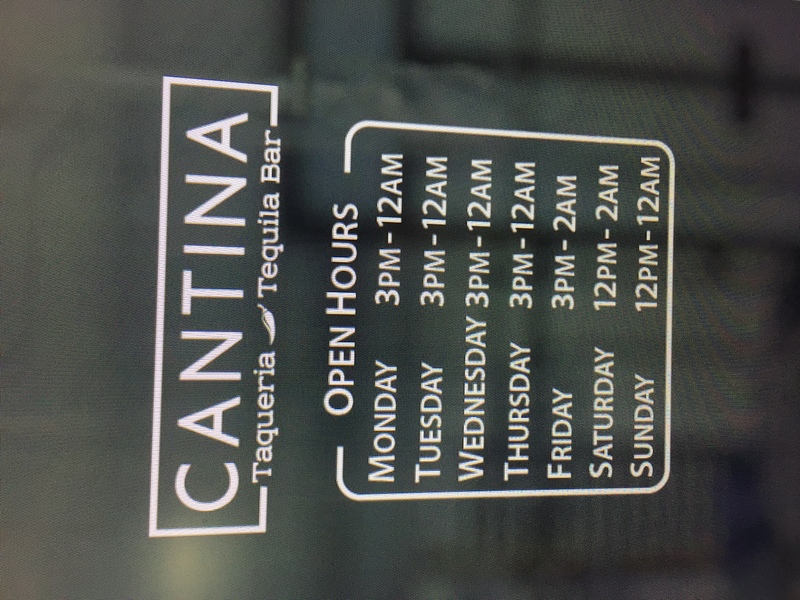 CANTINA
Taqueria Tequila Bar
OPEN HOURS
MONDAY 3PM-12AM
TUESDAY 3PM-12AM
WEDNESDAY 3PM-12AM
THURSDAY 3PM-12AM
FRIDAY 3PM- 2AM
SATURDAY 12PM- 2AM
SUNDAY 12PM-12AM